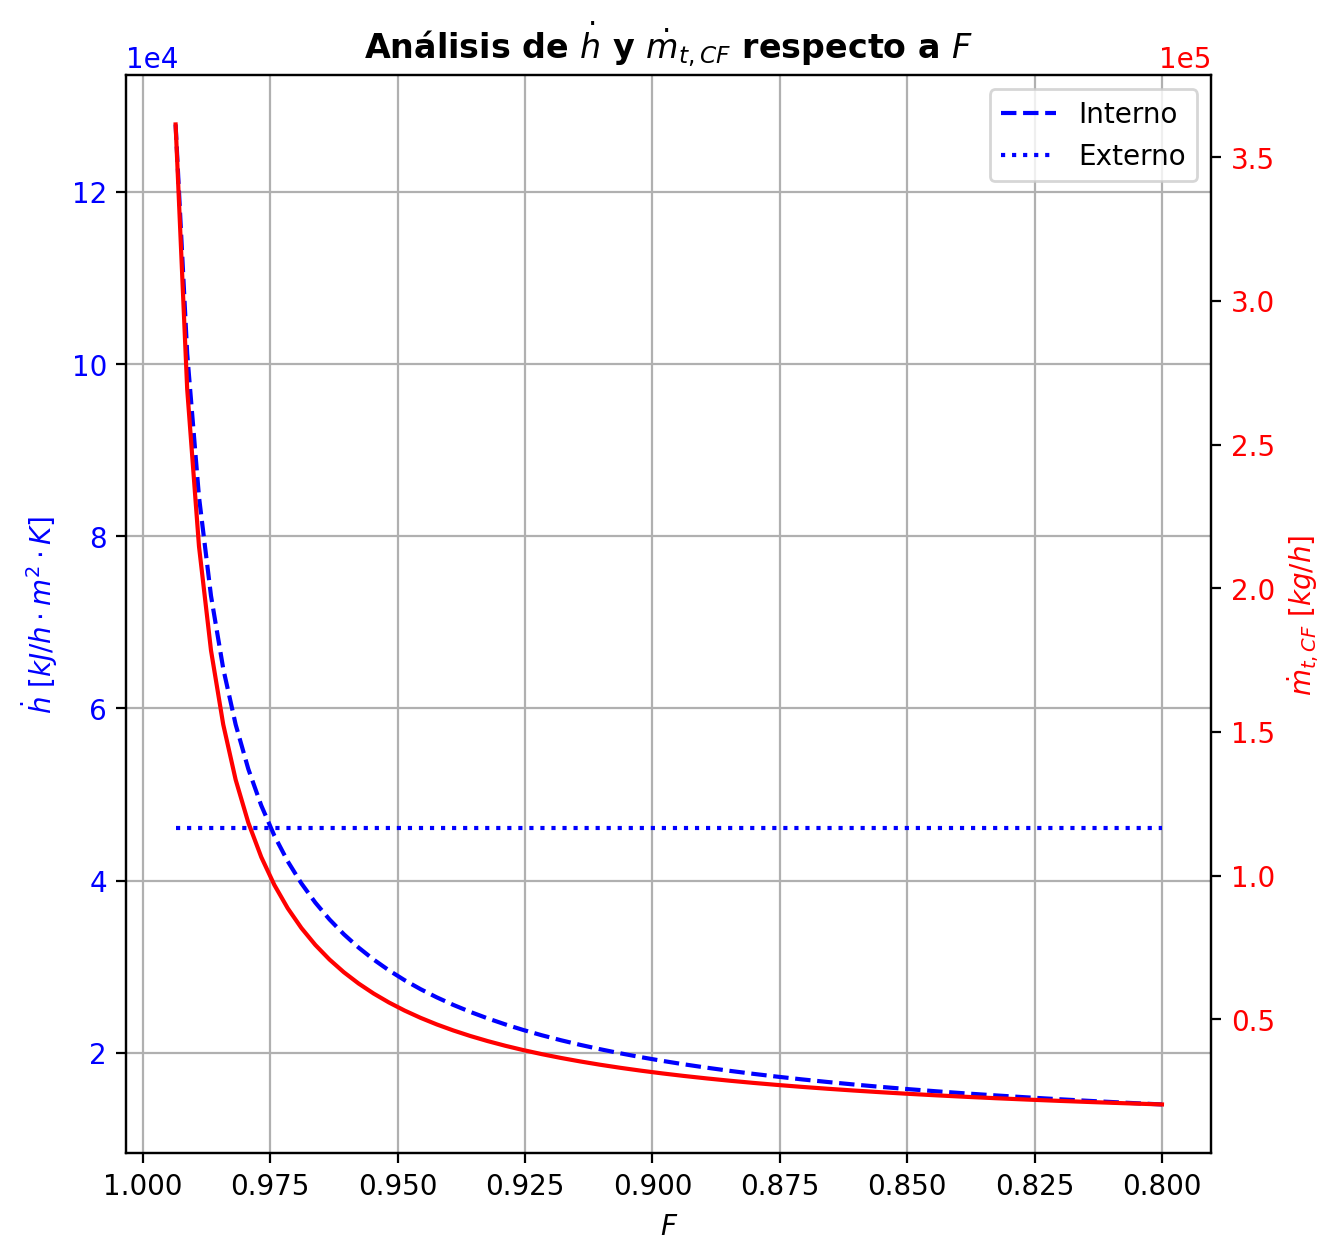 Análisis de ḣ y ṁt, CF respecto a F
1e4
1e5
Interno
Externo
12
10
8
6
4
2
ḣ [kJ/h · m² · K]
3.5
3.0
2.5
2.0
1.5
1.0
0.5
ṁt, CF [kg/h]
1.000 0.975 0.950 0.925 0.900 0.875 0.850 0.825 0.800
F